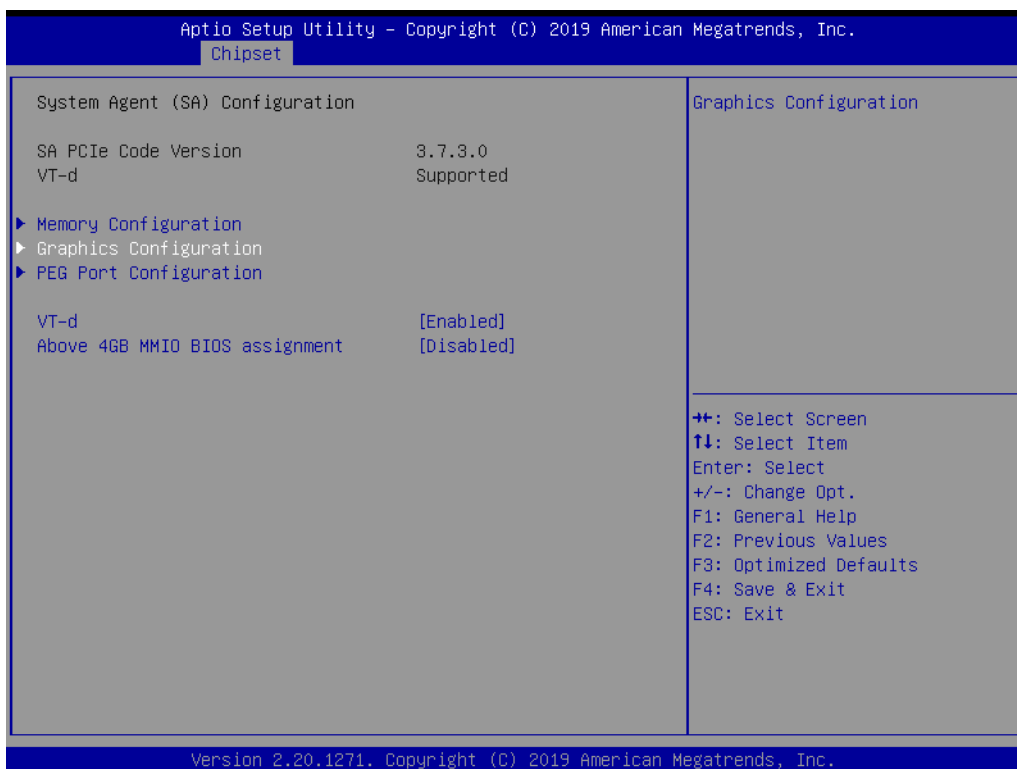 Aptio Setup Utility – Copyright (C) 2019 American Megatrends, Inc.
Chipset
System Agent (SA) Configuration
SA PCIe Code Version 3.7.3.0
VT-d Supported
Memory Configuration
Graphics Configuration
PEG Port Configuration
VT-d [Enabled]
Above 4GB MMIO BIOS assignment [Disabled]
Graphics Configuration
→←: Select Screen
↑↓: Select Item
Enter: Select
+/-: Change Opt.
F1: General Help
F2: Previous Values
F3: Optimized Defaults
F4: Save & Exit
ESC: Exit
Version 2.20.1271. Copyright (C) 2019 American Megatrends, Inc.